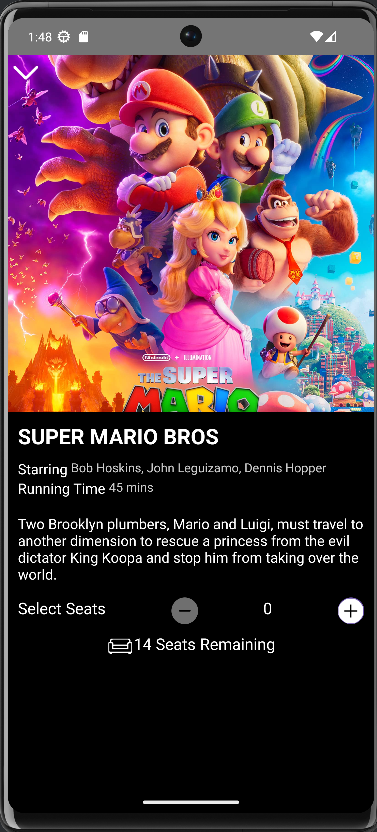 1:48
Nintendo + ILLUMINATION
THE SUPER
MARIO
SUPER MARIO BROS
Starring Bob Hoskins, John Leguizamo, Dennis Hopper
Running Time 45 mins
Two Brooklyn plumbers, Mario and Luigi, must travel to
another dimension to rescue a princess from the evil
dictator King Koopa and stop him from taking over the
world.
Select Seats 0
14 Seats Remaining